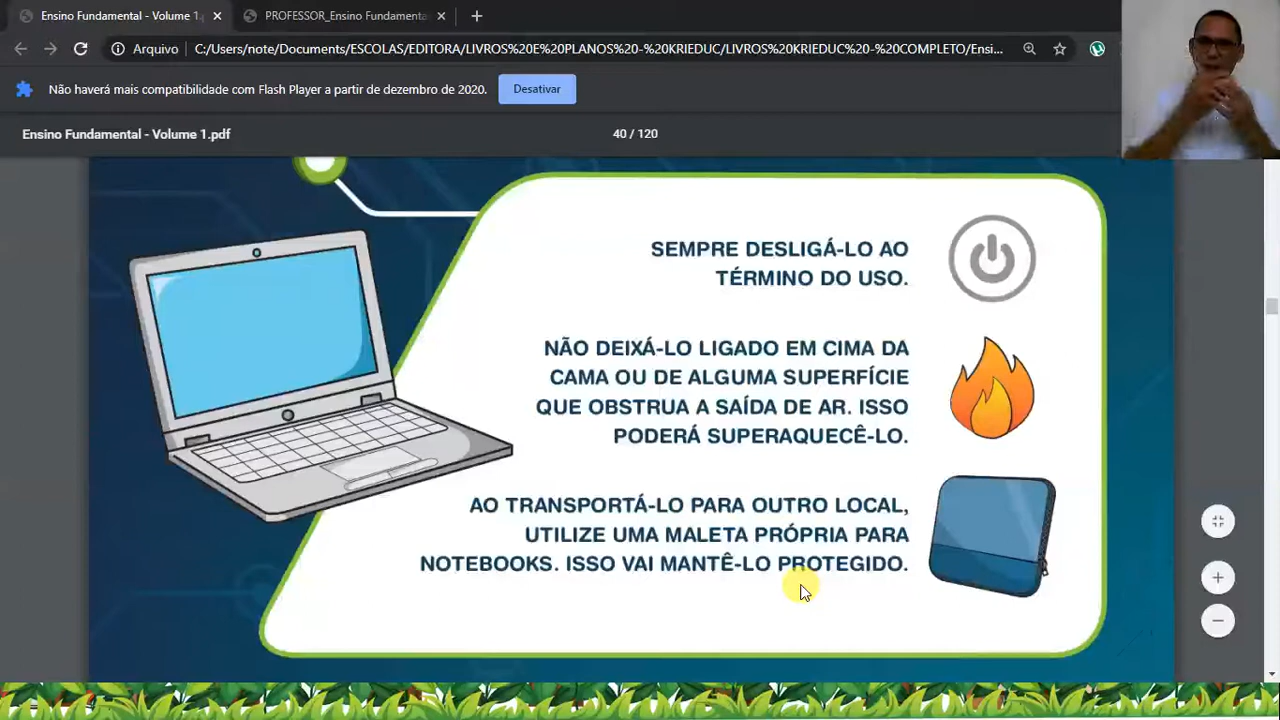 Ensino Fundamental - Volume 1.
PROFESSOR_Ensino Fundamenta
Arquivo
C:/Users/note/Documents/ESCOLAS/EDITORA/LIVROS%20E%20PLANOS%20-%20KRIEDUC/LIVROS%20KRIEDUC%20-%20COMPLETO/Ensi...
Não haverá mais compatibilidade com Flash Player a partir de dezembro de 2020.
Desativar
Ensino Fundamental - Volume 1.pdf
40 / 120
SEMPRE DESLIGÁ-LO AO
TÉRMINO DO USO.
NÃO DEIXÁ-LO LIGADO EM CIMA DA
CAMA OU DE ALGUMA SUPERFÍCIE
QUE OBSTRUA A SAÍDA DE AR. ISSO
PODERÁ SUPERAQUECÊ-LO.
AO TRANSPORTÁ-LO PARA OUTRO LOCAL,
UTILIZE UMA MALETA PRÓPRIA PARA
NOTEBOOKS. ISSO VAI MANTÊ-LO PROTEGIDO.